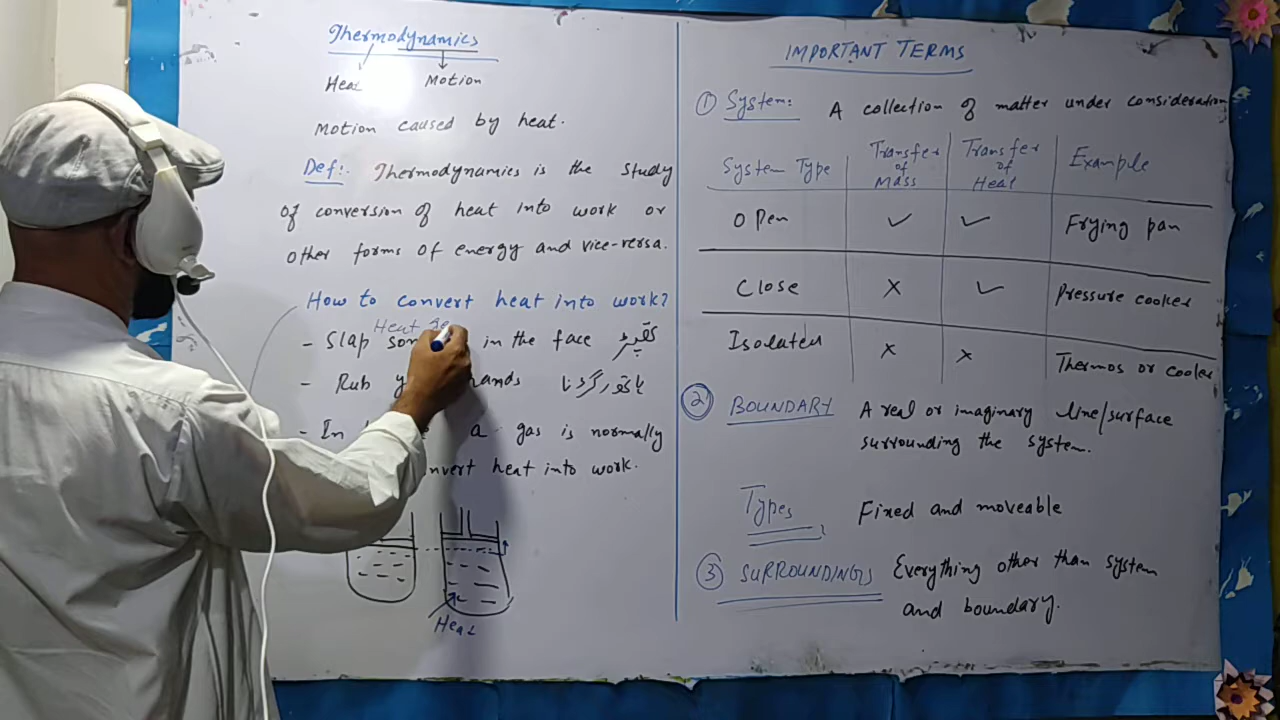 Thermodynamics
Heat Motion
Motion caused by heat.
Def:. Thermodynamics is the study
of conversion of heat into work or
other forms of energy and vice-versa.
How to convert heat into work?
Heat
- Slap in the face تھپڑ
- Rub hands ہاتھ رگڑنا
- In a gas is normally
heat into work.
Heat
IMPORTANT TERMS
① System: A collection of matter under consideration
System Type Transfer of Mass Transfer of Heat Example
Open ✓ ✓ Frying pan
Close X ✓ Pressure cooker
Isolated X X Thermos or cooler
② BOUNDARY A real or imaginary line/surface
surrounding the system.
Types Fixed and moveable
③ SURROUNDINGS Everything other than system
and boundary.